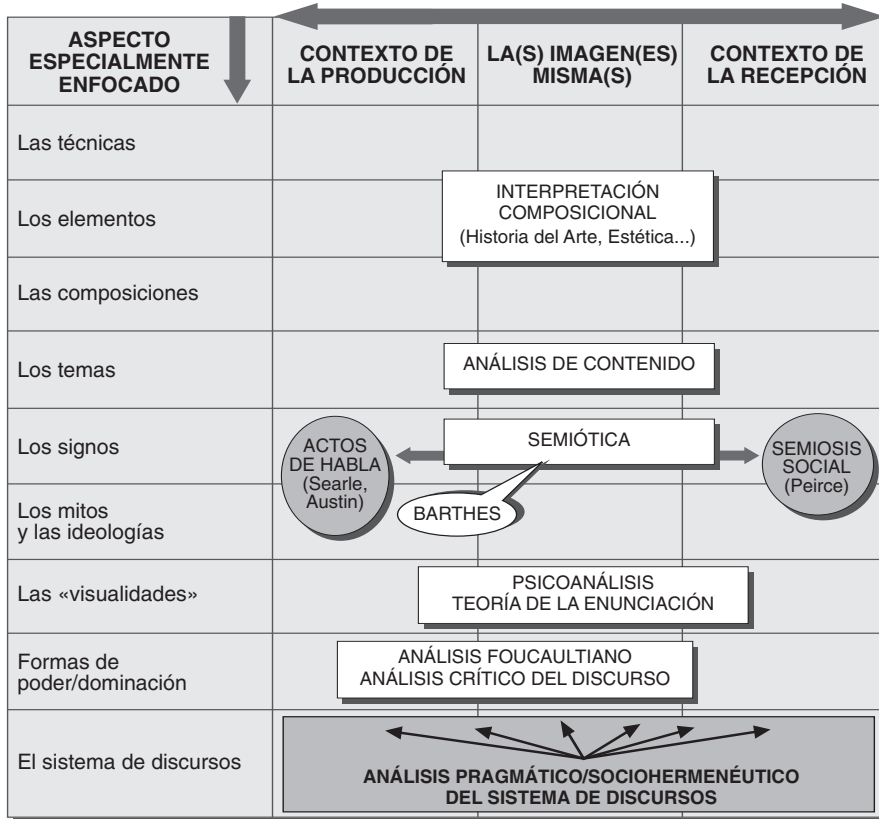 ASPECTO
ESPECIALMENTE
ENFOCADO
CONTEXTO DE
LA PRODUCCIÓN
LA(S) IMAGEN(ES)
MISMA(S)
CONTEXTO DE
LA RECEPCIÓN
Las técnicas
Los elementos
INTERPRETACIÓN
COMPOSICIONAL
(Historia del Arte, Estética...)
Las composiciones
Los temas
ANÁLISIS DE CONTENIDO
Los signos
ACTOS
DE HABLA
(Searle,
Austin)
SEMIÓTICA
SEMIOSIS
SOCIAL
(Peirce)
Los mitos
y las ideologías
BARTHES
Las «visualidades»
PSICOANÁLISIS
TEORÍA DE LA ENUNCIACIÓN
Formas de
poder/dominación
ANÁLISIS FOUCAULTIANO
ANÁLISIS CRÍTICO DEL DISCURSO
El sistema de discursos
ANÁLISIS PRAGMÁTICO/SOCIOHERMENÉUTICO
DEL SISTEMA DE DISCURSOS